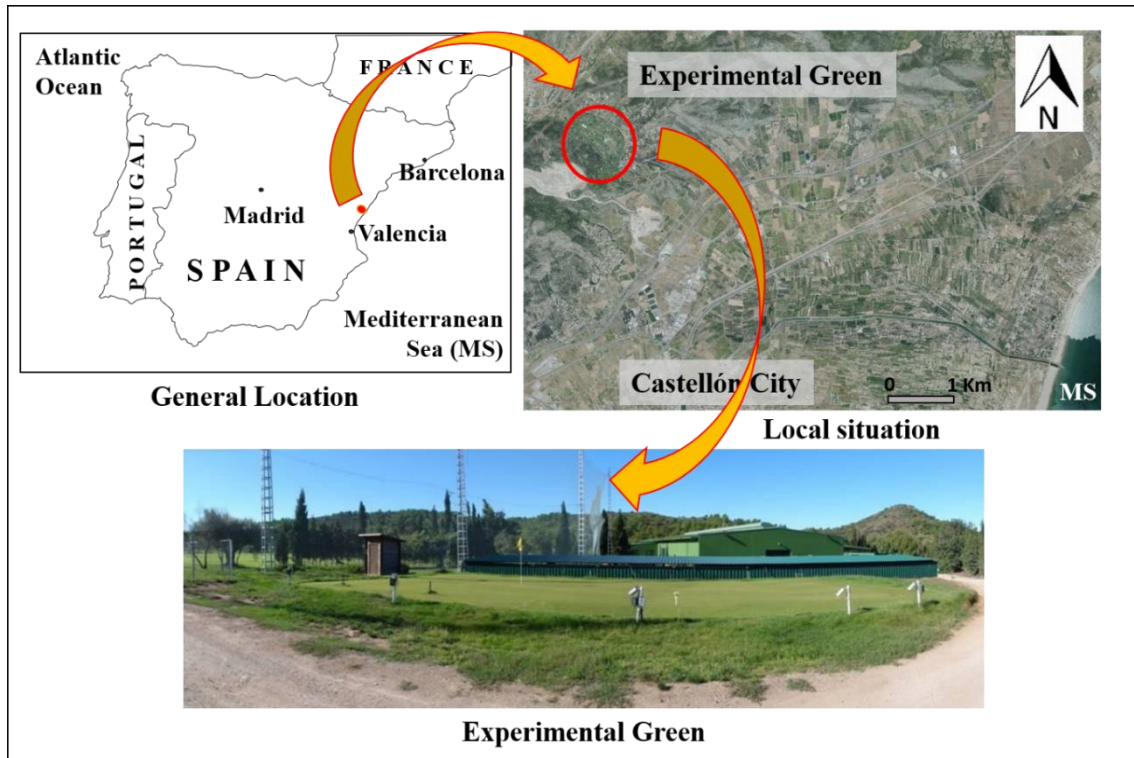 Atlantic
Ocean
FRANCE
PORTUGAL
Barcelona
Madrid
Valencia
SPAIN
Mediterranean
Sea (MS)
General Location
Experimental Green
N
Castellón City
0 1 Km
MS
Local situation
Experimental Green